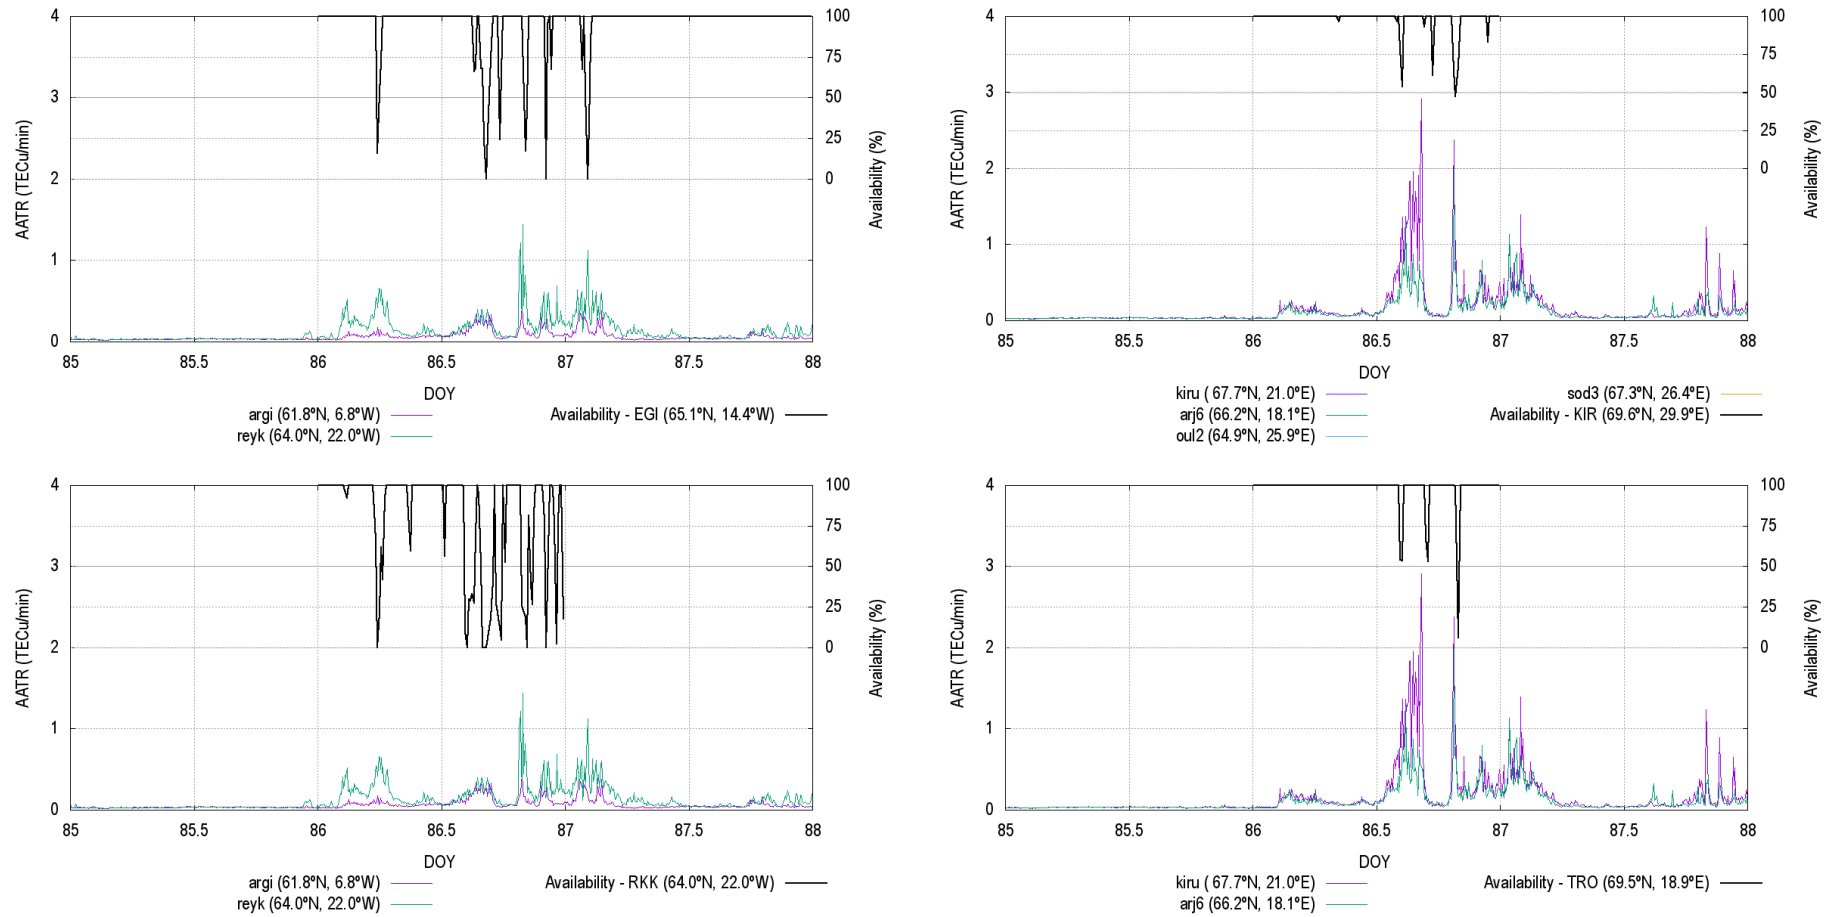 4 100
3 75
50
25
2 0
1
0
AATR (TECu/min)
Availability (%)
85 85.5 86 86.5 87 87.5 88
DOY
argi (61.8ºN, 6.8ºW) Availability - EGI (65.1ºN, 14.4ºW)
reyk (64.0ºN, 22.0ºW)
4 100
75
3 50
25
2 0
1
0
AATR (TECu/min)
Availability (%)
85 85.5 86 86.5 87 87.5 88
DOY
kiru ( 67.7ºN, 21.0ºE) sod3 (67.3ºN, 26.4ºE)
arj6 (66.2ºN, 18.1ºE) Availability - KIR (69.6ºN, 29.9ºE)
oul2 (64.9ºN, 25.9ºE)
4 100
75
3 50
25
2 0
1
0
AATR (TECu/min)
Availability (%)
85 85.5 86 86.5 87 87.5 88
DOY
argi (61.8ºN, 6.8ºW) Availability - RKK (64.0ºN, 22.0ºW)
reyk (64.0ºN, 22.0ºW)
4 100
75
3 50
25
2 0
1
0
AATR (TECu/min)
Availability (%)
85 85.5 86 86.5 87 87.5 88
DOY
kiru ( 67.7ºN, 21.0ºE) Availability - TRO (69.5ºN, 18.9ºE)
arj6 (66.2ºN, 18.1ºE)